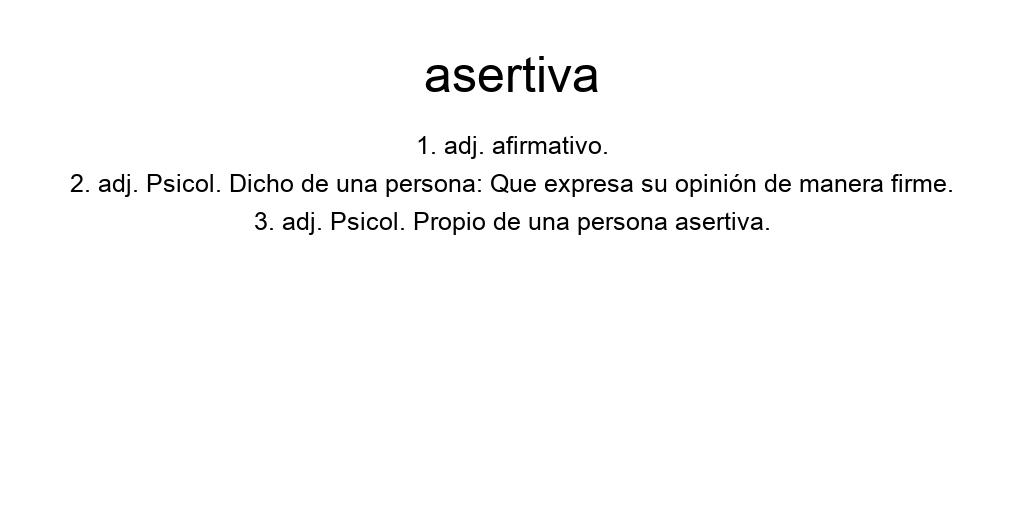 asertiva
1. adj. afirmativo.
2. adj. Psicol. Dicho de una persona: Que expresa su opinión de manera firme.
3. adj. Psicol. Propio de una persona asertiva.